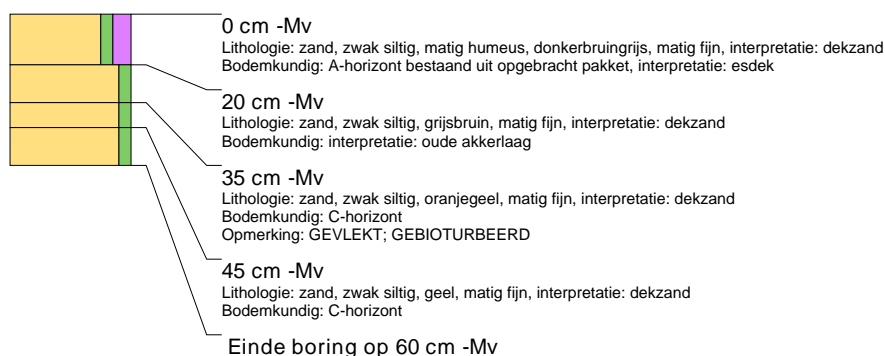 0 cm -Mv
Lithologie: zand, zwak siltig, matig humeus, donkerbruingrijs, matig fijn, interpretatie: dekzand
Bodemkundig: A-horizont bestaand uit opgebracht pakket, interpretatie: esdek
20 cm -Mv
Lithologie: zand, zwak siltig, grijsbruin, matig fijn, interpretatie: dekzand
Bodemkundig: interpretatie: oude akkerlaag
35 cm -Mv
Lithologie: zand, zwak siltig, oranjegeel, matig fijn, interpretatie: dekzand
Bodemkundig: C-horizont
Opmerking: GEVLEKT; GEBIOTURBEERD
45 cm -Mv
Lithologie: zand, zwak siltig, geel, matig fijn, interpretatie: dekzand
Bodemkundig: C-horizont
Einde boring op 60 cm -Mv